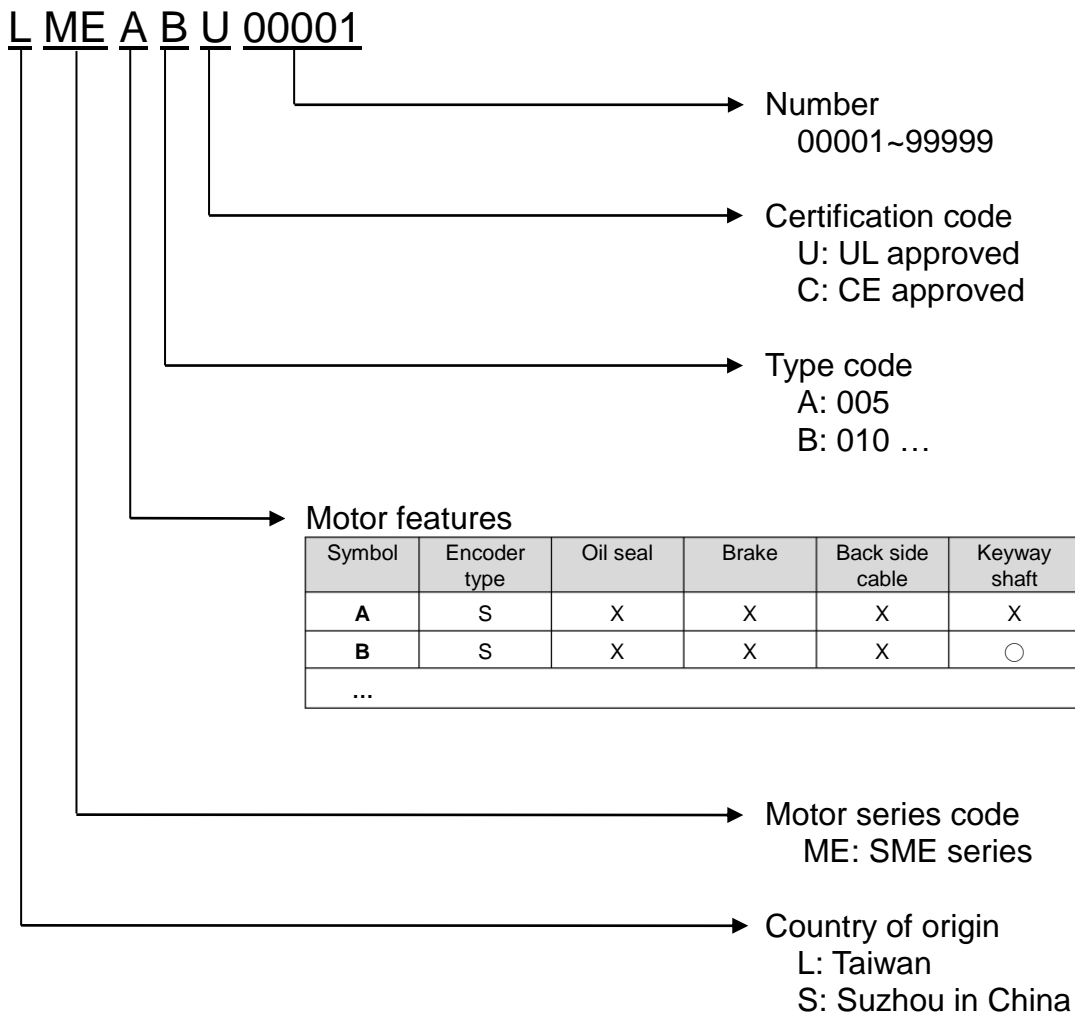 L ME A B U 00001
Number
00001~99999
Certification code
U: UL approved
C: CE approved
Type code
A: 005
B: 010 …
Motor features
Symbol Encoder type Oil seal Brake Back side cable Keyway shaft
A S X X X X
B S X X X ○
...
Motor series code
ME: SME series
Country of origin
L: Taiwan
S: Suzhou in China